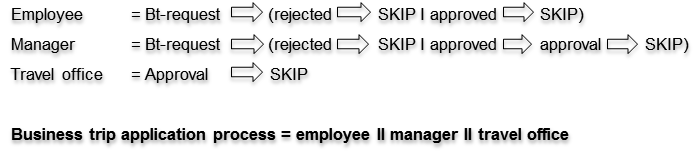 Employee = Bt-request ⇨ (rejected ⇨ SKIP I approved ⇨ SKIP)
Manager = Bt-request ⇨ (rejected ⇨ SKIP I approved ⇨ approval ⇨ SKIP)
Travel office = Approval ⇨ SKIP
Business trip application process = employee II manager II travel office